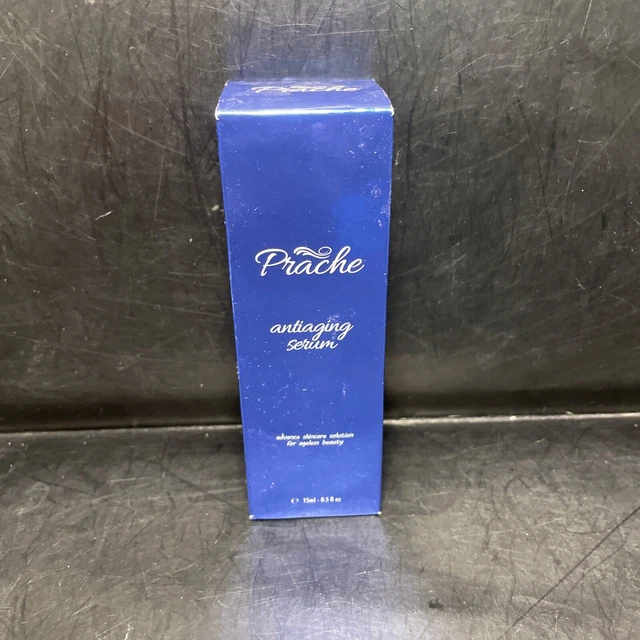 Prache
Prache
antiaging
serum
advance skincare solution
for ageless beauty
℮ 15ml - 0.5 fl oz